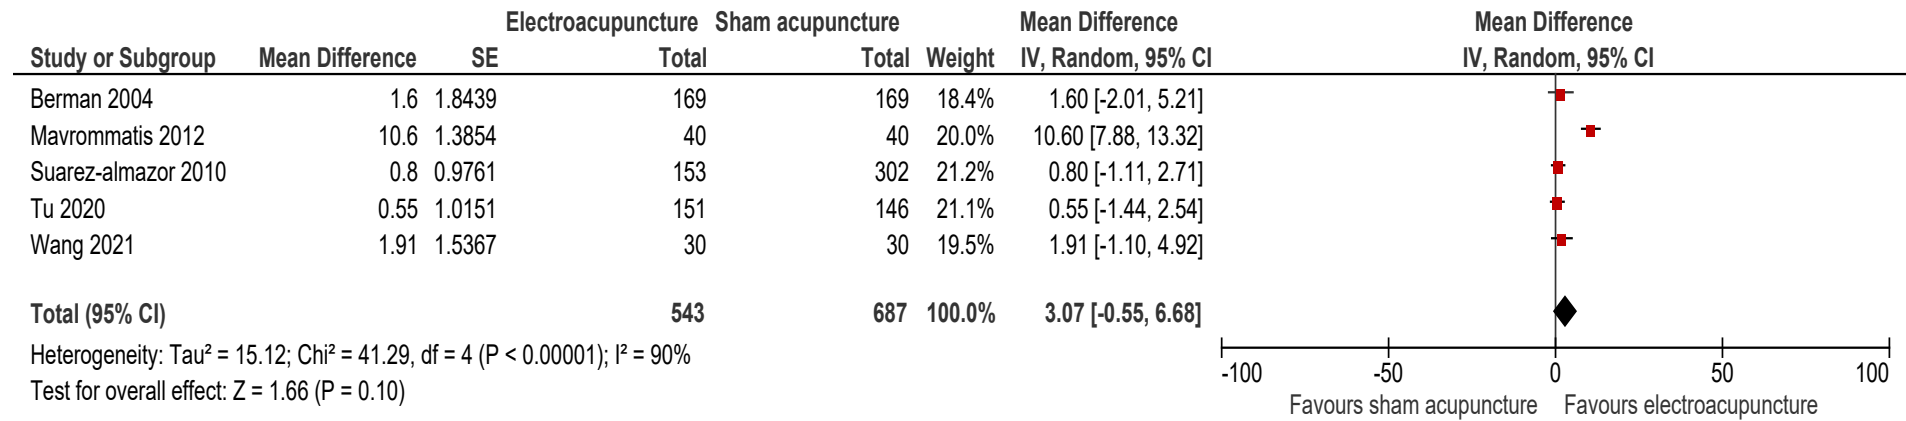 Electroacupuncture Sham acupuncture Mean Difference Mean Difference
Study or Subgroup Mean Difference SE Total Total Weight IV, Random, 95% CI IV, Random, 95% CI
Berman 2004 1.6 1.8439 169 169 18.4% 1.60 [-2.01, 5.21]
Mavrommatis 2012 10.6 1.3854 40 40 20.0% 10.60 [7.88, 13.32]
Suarez-almazor 2010 0.8 0.9761 153 302 21.2% 0.80 [-1.11, 2.71]
Tu 2020 0.55 1.0151 151 146 21.1% 0.55 [-1.44, 2.54]
Wang 2021 1.91 1.5367 30 30 19.5% 1.91 [-1.10, 4.92]
Total (95% CI) 543 687 100.0% 3.07 [-0.55, 6.68]
Heterogeneity: Tau² = 15.12; Chi² = 41.29, df = 4 (P < 0.00001); I² = 90%
Test for overall effect: Z = 1.66 (P = 0.10)
-100 -50 0 50 100
Favours sham acupuncture Favours electroacupuncture